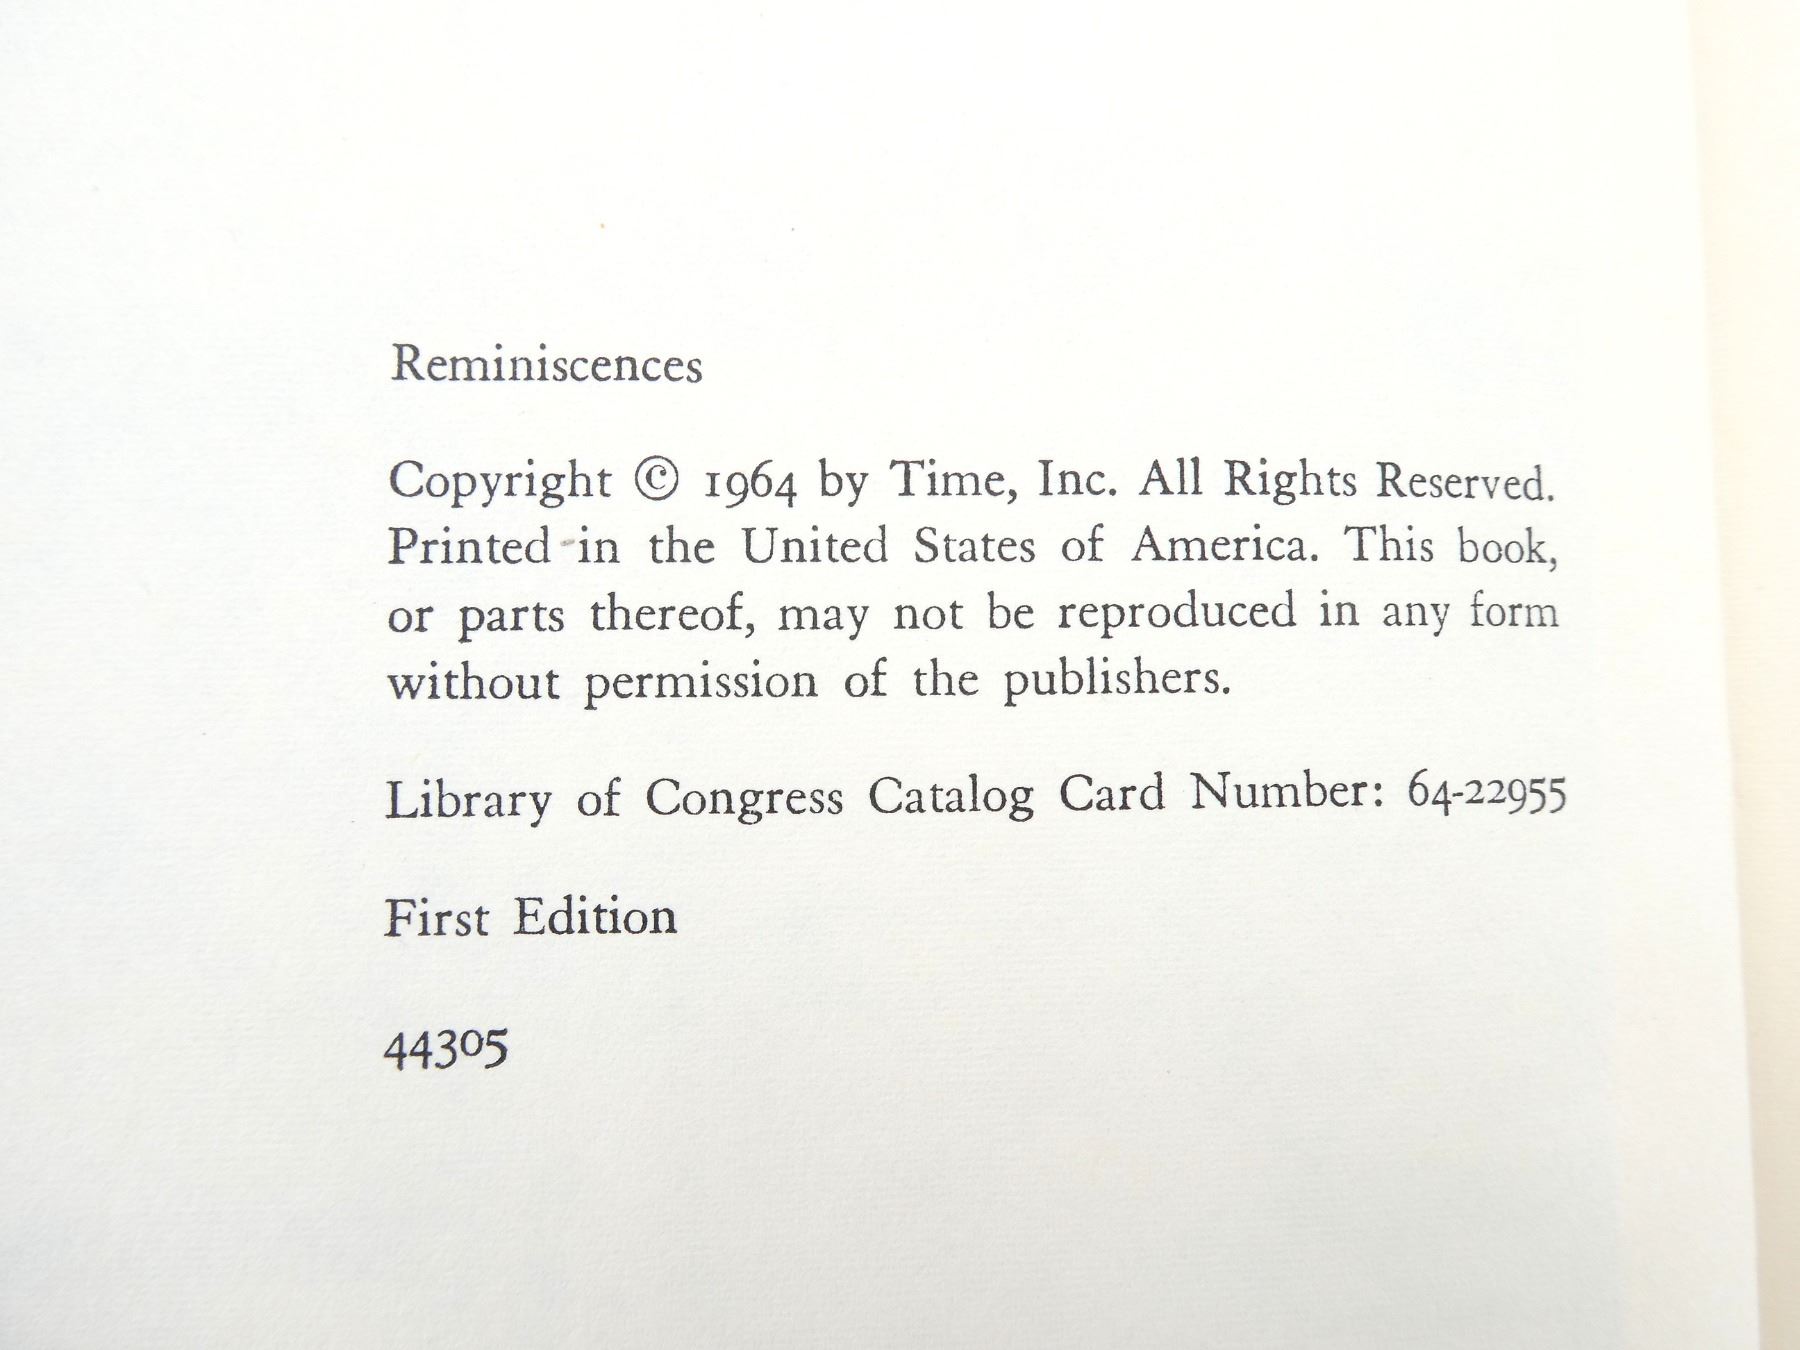 Reminiscences
Copyright © 1964 by Time, Inc. All Rights Reserved.
Printed in the United States of America. This book,
or parts thereof, may not be reproduced in any form
without permission of the publishers.
Library of Congress Catalog Card Number: 64-22955
First Edition
44305